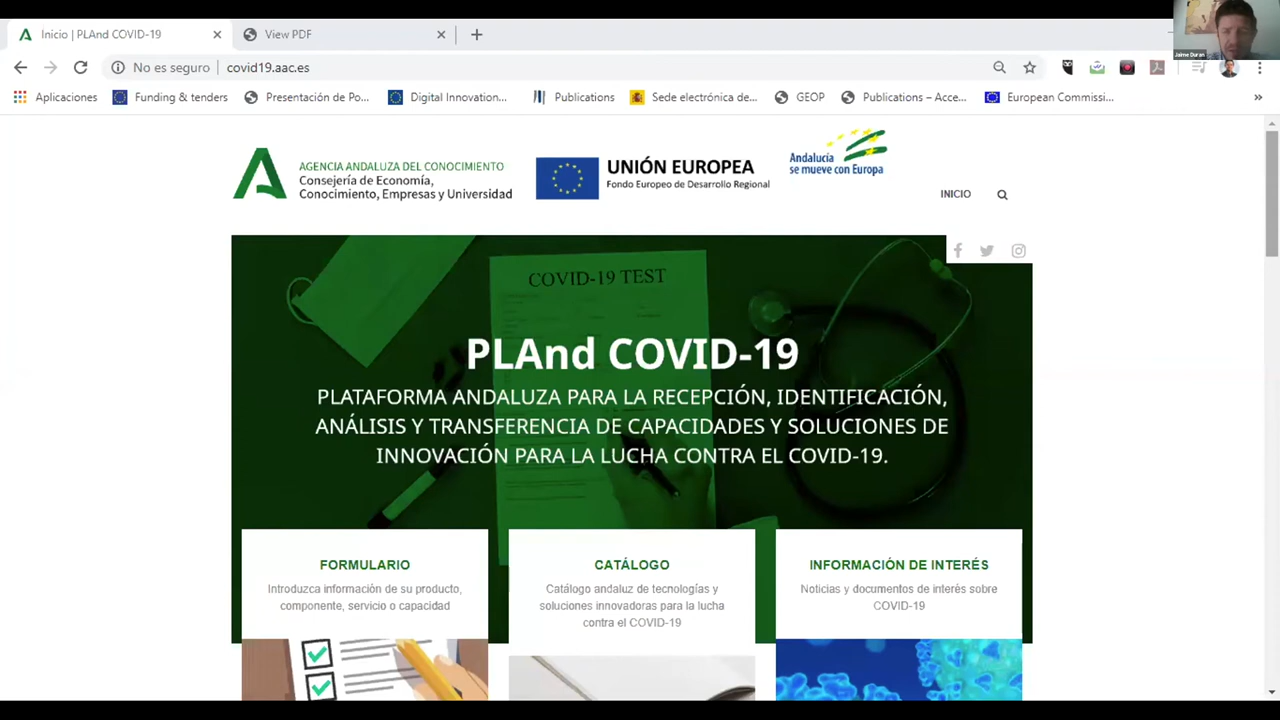 Inicio | PLAnd COVID-19
View PDF
Jaime Duran
No es seguro
covid19.aac.es
Aplicaciones
Funding & tenders
Presentación de Po...
Digital Innovation...
Publications
Sede electrónica de...
GEOP
Publications – Acce...
European Commissi...
»
AGENCIA ANDALUZA DEL CONOCIMIENTO
Consejería de Economía,
Conocimiento, Empresas y Universidad
UNIÓN EUROPEA
Fondo Europeo de Desarrollo Regional
Andalucía
se mueve con Europa
INICIO
COVID-19 TEST
PLAnd COVID-19
PLATAFORMA ANDALUZA PARA LA RECEPCIÓN, IDENTIFICACIÓN,
ANÁLISIS Y TRANSFERENCIA DE CAPACIDADES Y SOLUCIONES DE
INNOVACIÓN PARA LA LUCHA CONTRA EL COVID-19.
FORMULARIO
Introduzca información de su producto,
componente, servicio o capacidad
CATÁLOGO
Catálogo andaluz de tecnologías y
soluciones innovadoras para la lucha
contra el COVID-19
INFORMACIÓN DE INTERÉS
Noticias y documentos de interés sobre
COVID-19